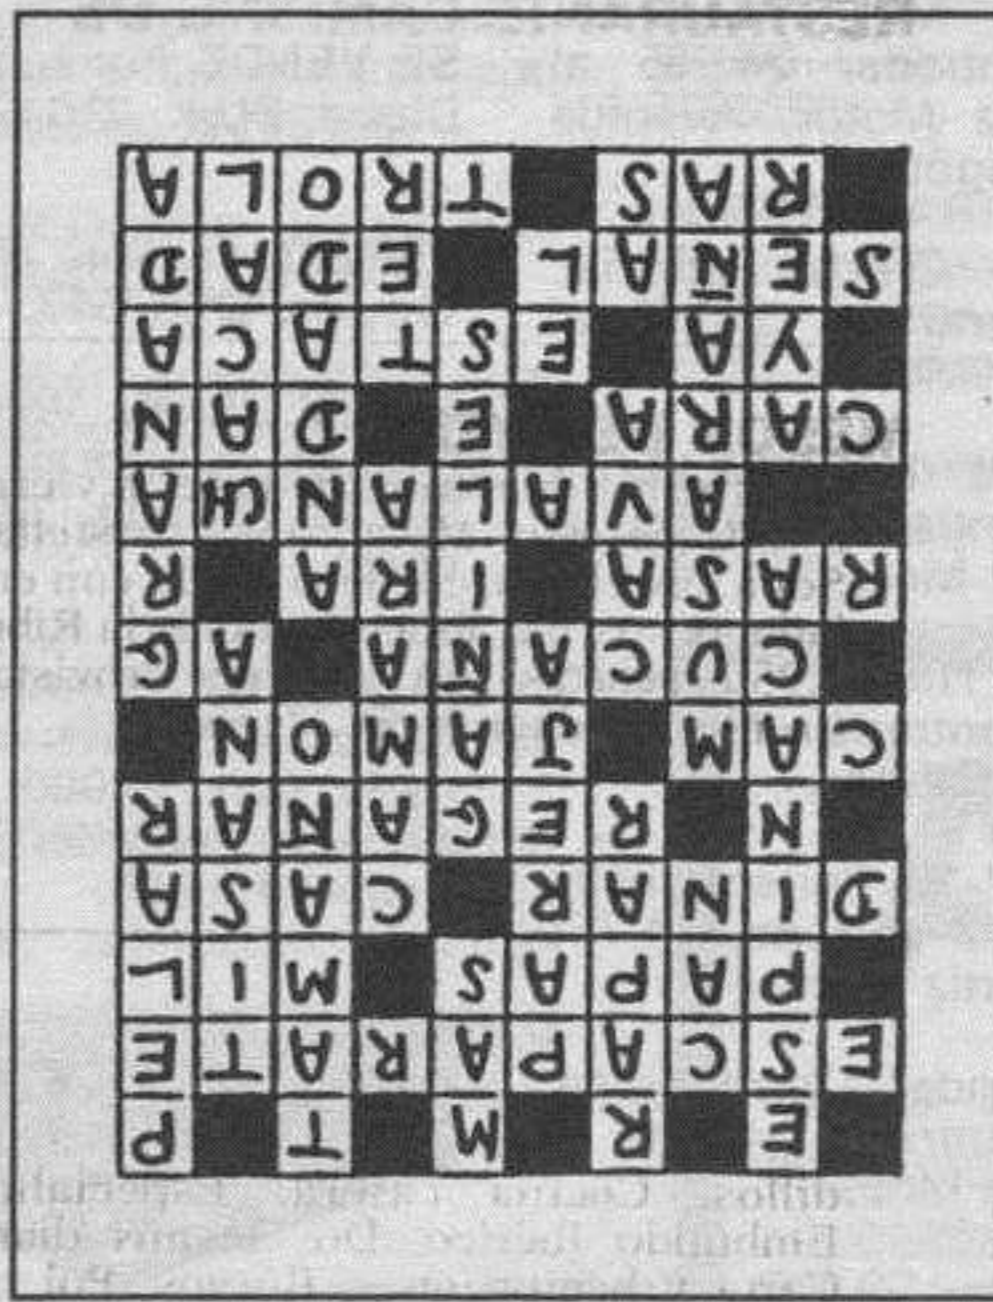 E R M T P
ESCAPARATE
PAPAS MIL
DINAR CASA
N REGAÑAR
CAM JAMON
CUCAÑA AG
RASA IRA R
AVALANCHA
CARA E DAN
YA ESTACA
SEÑAL EDAD
RAS TROLA